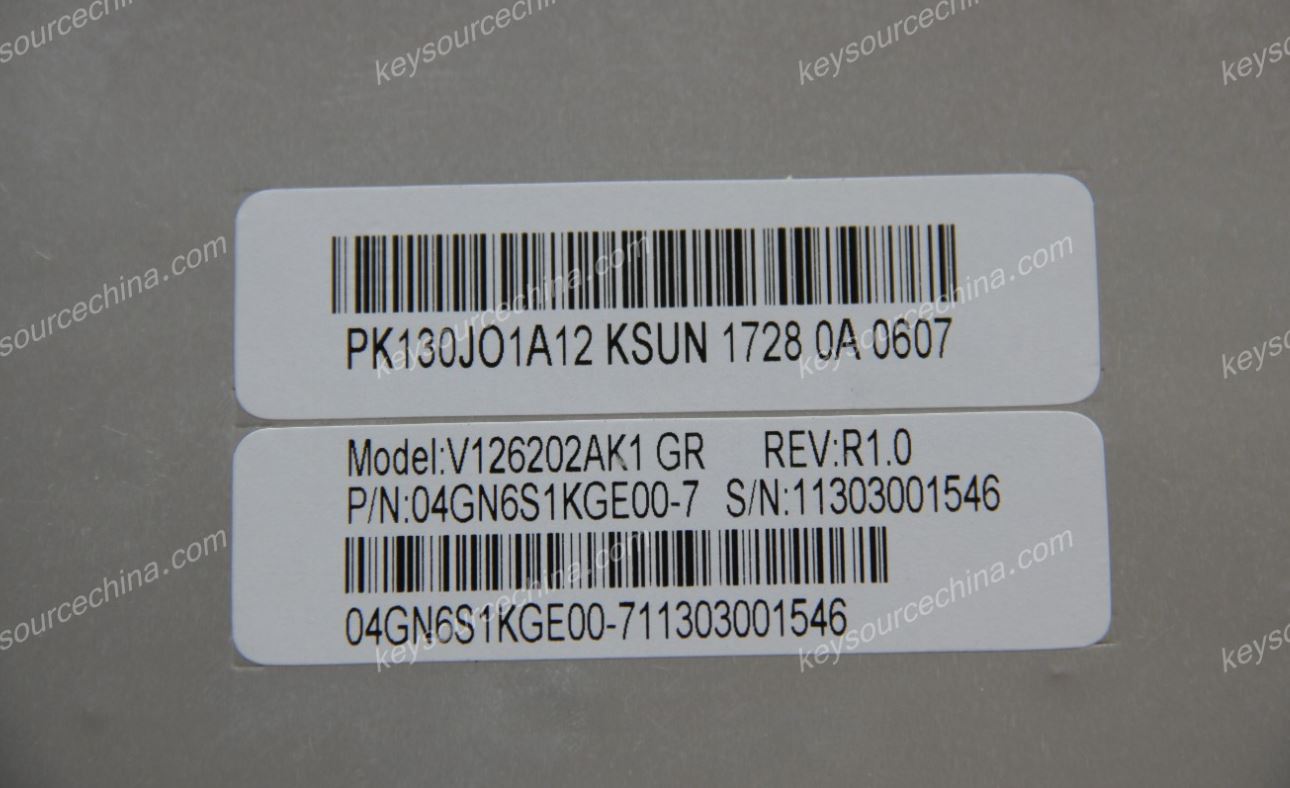 PK130JO1A12 KSUN 1728 0A 0607
Model:V126202AK1 GR REV:R1.0
P/N:04GN6S1KGE00-7 S/N:11303001546
04GN6S1KGE00-711303001546
keysourcechina.com